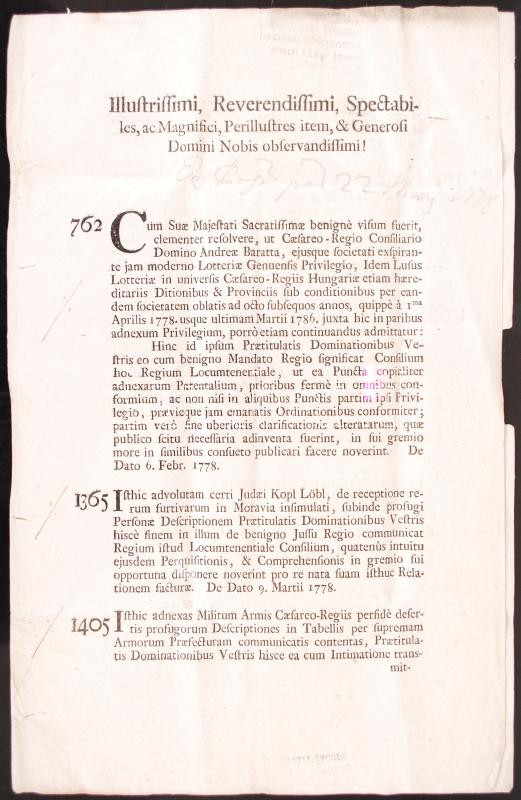 Illustrissimi, Reverendissimi, Spectabi-
les, ac Magnifici, Perillustres item, & Generosi
Domini Nobis observandissimi!
22 1778
762 Cum Suæ Majestati Sacratissimæ benignè visum fuerit,
clementer resolvere, ut Cæsareo-Regio Consiliario
Domino Andreæ Baratta, ejusque societati exspiran-
te jam moderno Lotteriæ Genuensis Privilegio, Idem Lusus
Lotteriæ in universis Cæsareo-Regiis Hungariæ etiam hære-
ditariis Ditionibus & Provinciis sub conditionibus per ean-
dem societatem oblatis ad octo subsequos annos, quippè à 1ma
Aprilis 1778. usque ultimam Martii 1786. juxta hic in paribus
adnexum Privilegium, porrò etiam continuandus admittatur:
Hinc id ipsum Prætitulatis Dominationibus Ve-
stris eo cum benigno Mandato Regio significat Consilium
hoc Regium Locumtenentiale, ut ea Puncta copialiter
adnexarum Patentalium, prioribus fermè in omnibus con-
formium, ac non nisi in aliquibus Punctis partim ipsi Privi-
legio, prævieque jam emanatis Ordinationibus conformiter;
partim verò sine uberioris clarificationis alteratarum, quæ
publico scitu necessaria adinventa fuerint, in sui gremio
more in similibus consueto publicari facere noverint. De
Dato 6. Febr. 1778.
1365 Isthic advolutam certi Judæi Kopl Löbl, de receptione re-
rum furtivarum in Moravia insimulati, subinde profugi
Personæ Descriptionem Prætitulatis Dominationibus Vestris
hisce finem in illum de benigno Jussu Regio communicat
Regium istud Locumtenentiale Consilium, quatenùs intuitu
ejusdem Perquisitionis, & Comprehensionis in gremio sui
opportuna disponere noverint pro re nata suam isthuc Rela-
tionem facturæ. De Dato 9. Martii 1778.
1405 Isthic adnexas Militum Armis Cæsareo-Regiis perfidè deser-
tis profugorum Descriptiones in Tabellis per supremam
Armorum Præfecturam communicatis contentas, Prætitula-
tis Dominationibus Vestris hisce ea cum Intimatione trans-
mit-